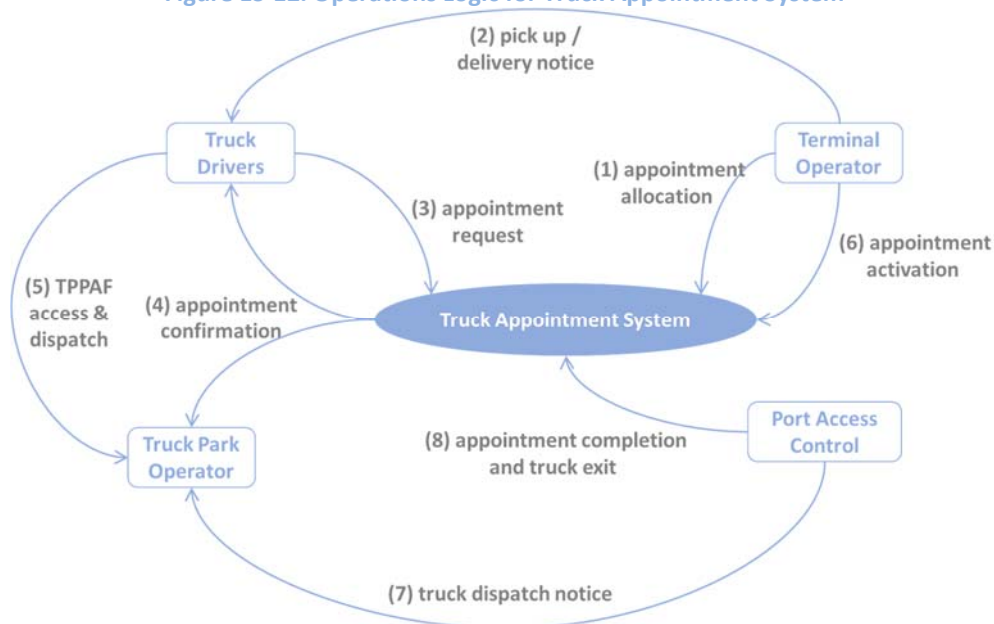 (2) pick up /
delivery notice
Truck
Drivers
Terminal
Operator
(1) appointment
allocation
(3) appointment
request
(6) appointment
activation
(5) TPPAF
access &
dispatch
(4) appointment
confirmation
Truck Appointment System
Truck Park
Operator
Port Access
Control
(8) appointment completion
and truck exit
(7) truck dispatch notice